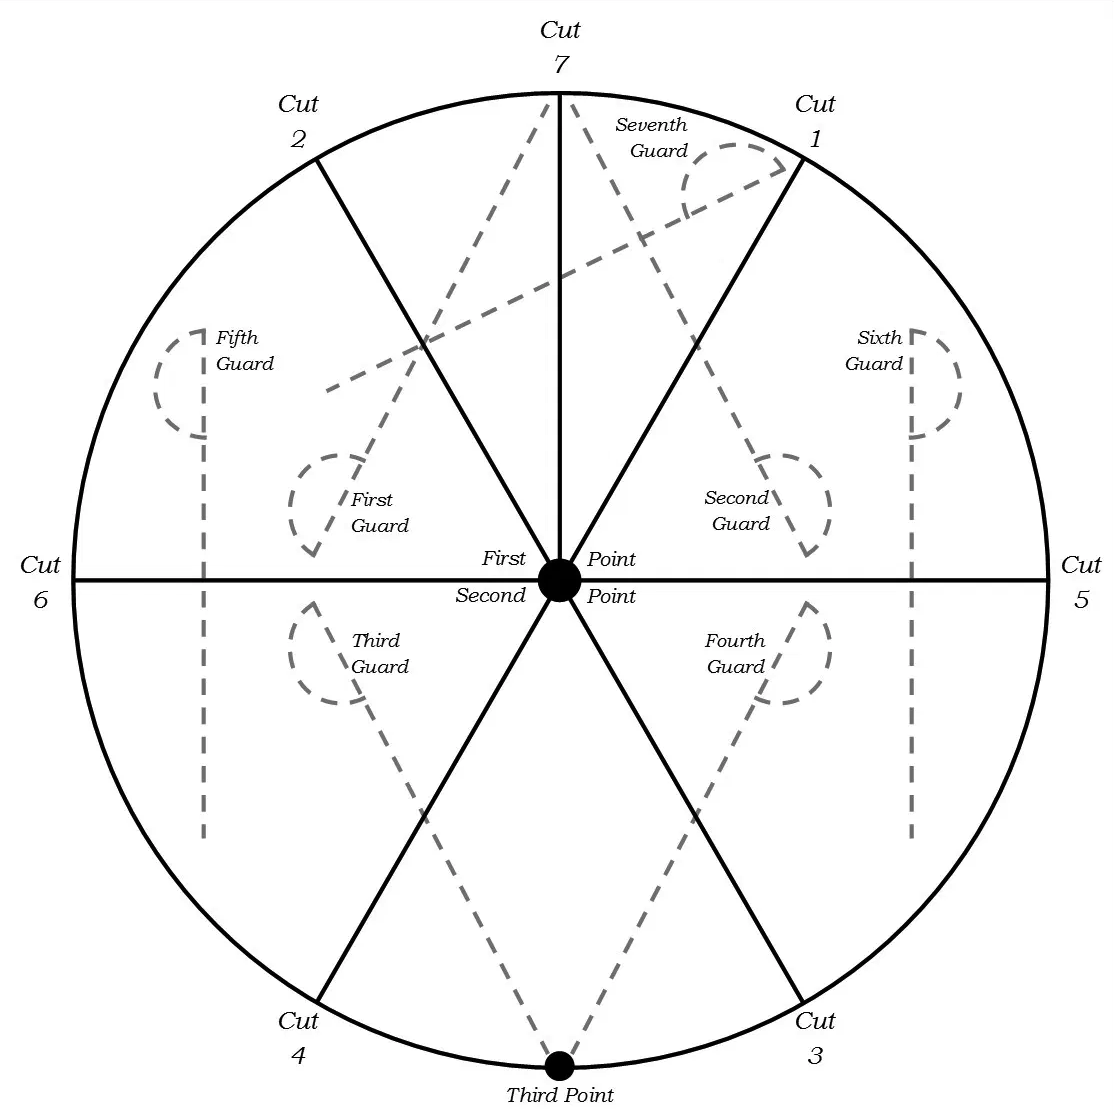 Cut
7
Cut
2
Cut
1
Seventh
Guard
Fifth
Guard
Sixth
Guard
First
Guard
Second
Guard
First Point
Second Point
Cut
6
Cut
5
Third
Guard
Fourth
Guard
Cut
4
Cut
3
Third Point